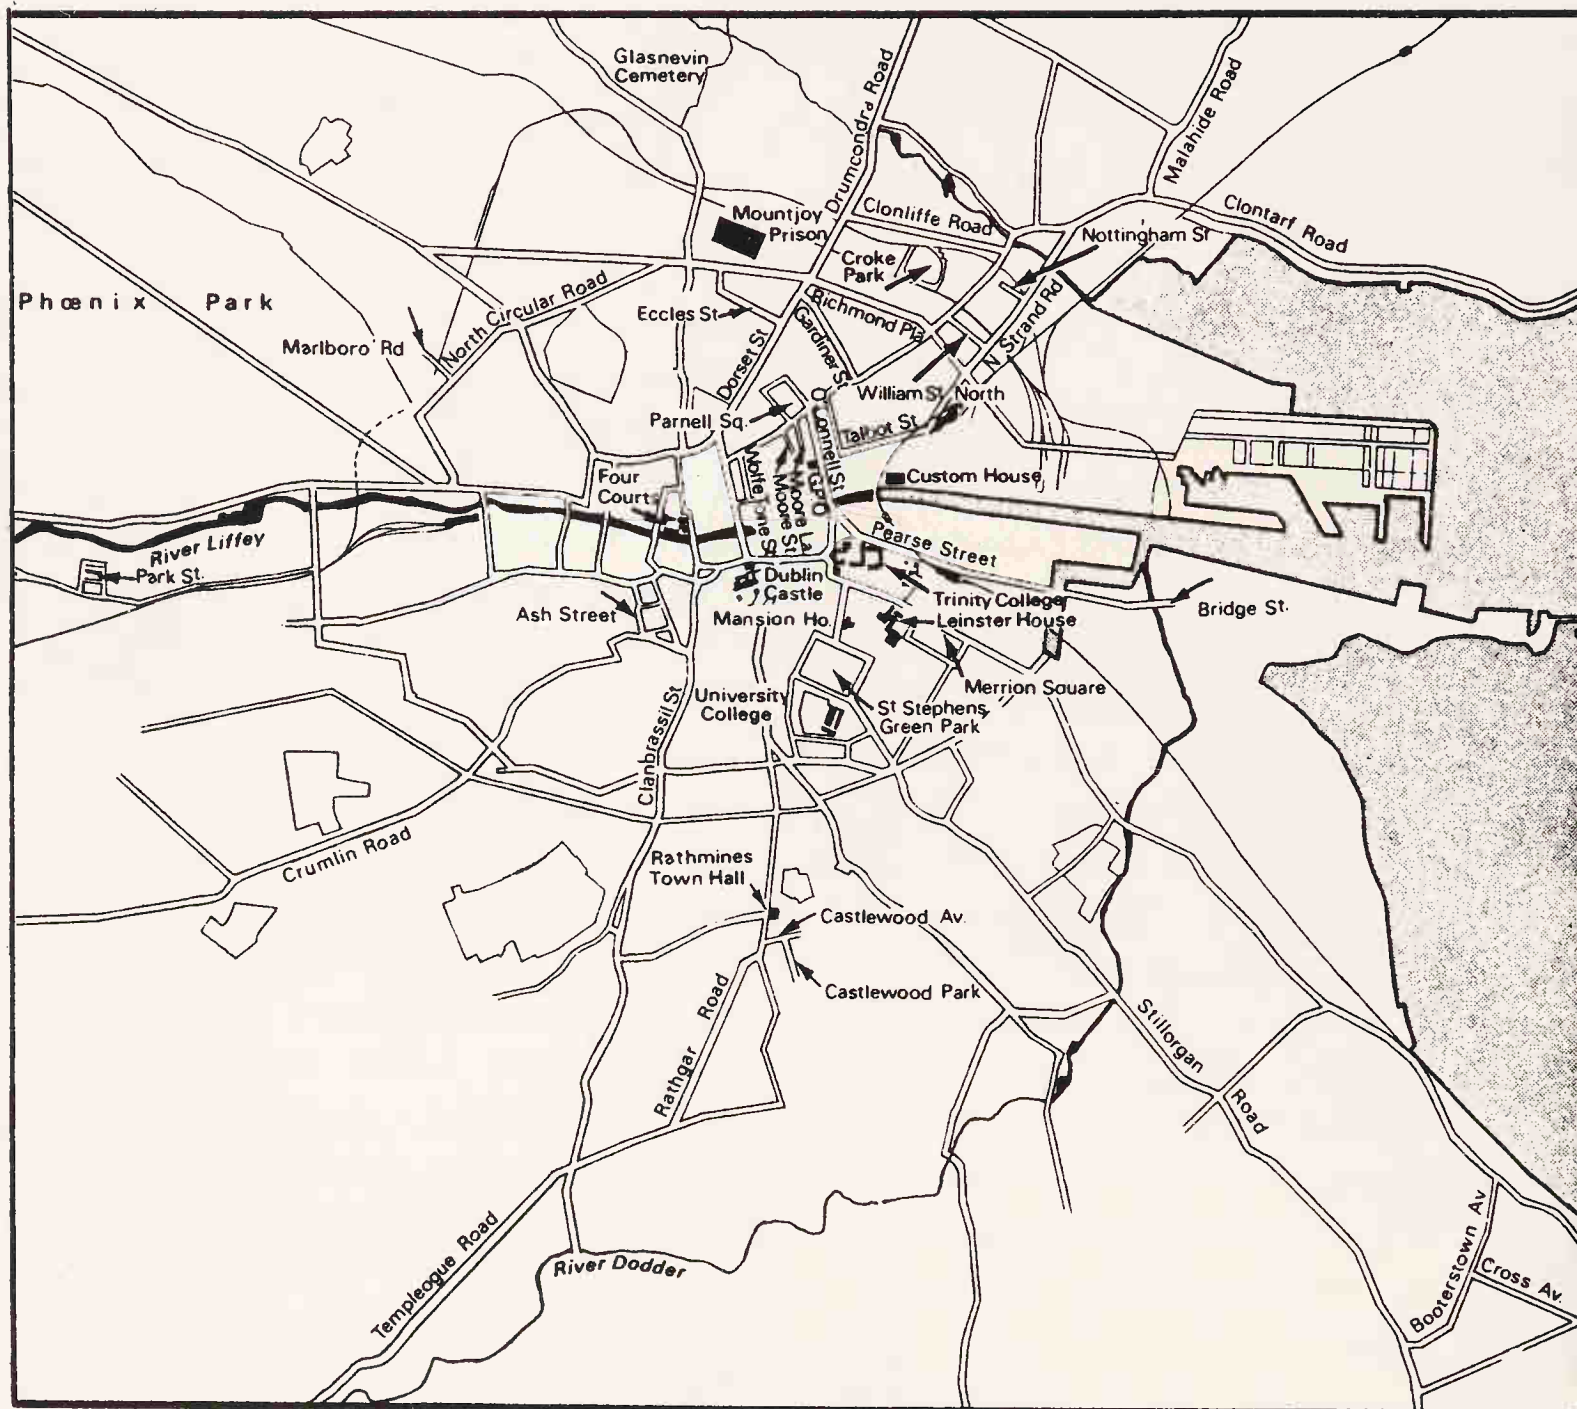 Glasnevin
Cemetery
Drumcondra Road
Malahide Road
Mountjoy
Prison
Clonliffe Road
Clontarf Road
Nottingham St
Croke
Park
Phœnix Park
North Circular Road
Eccles St
Richmond Pla
Gardiner St
N Strand Rd
Marlboro Rd
Dorset St
William St North
Parnell Sq.
O'Connell St
Talbot St
Four
Court
Wolfe Tone St
Moore St
Moore La
G.P.O
Custom House
River Liffey
Park St.
Pearse Street
Dublin
Castle
Ash Street
Mansion Ho.
Trinity College
Leinster House
Bridge St.
Merrion Square
University
College
St Stephens
Green Park
Clanbrassil St
Crumlin Road
Rathmines
Town Hall
Castlewood Av.
Castlewood Park
Rathgar Road
Stillorgan Road
Templeogue Road
River Dodder
Booterstown Av
Cross Av.